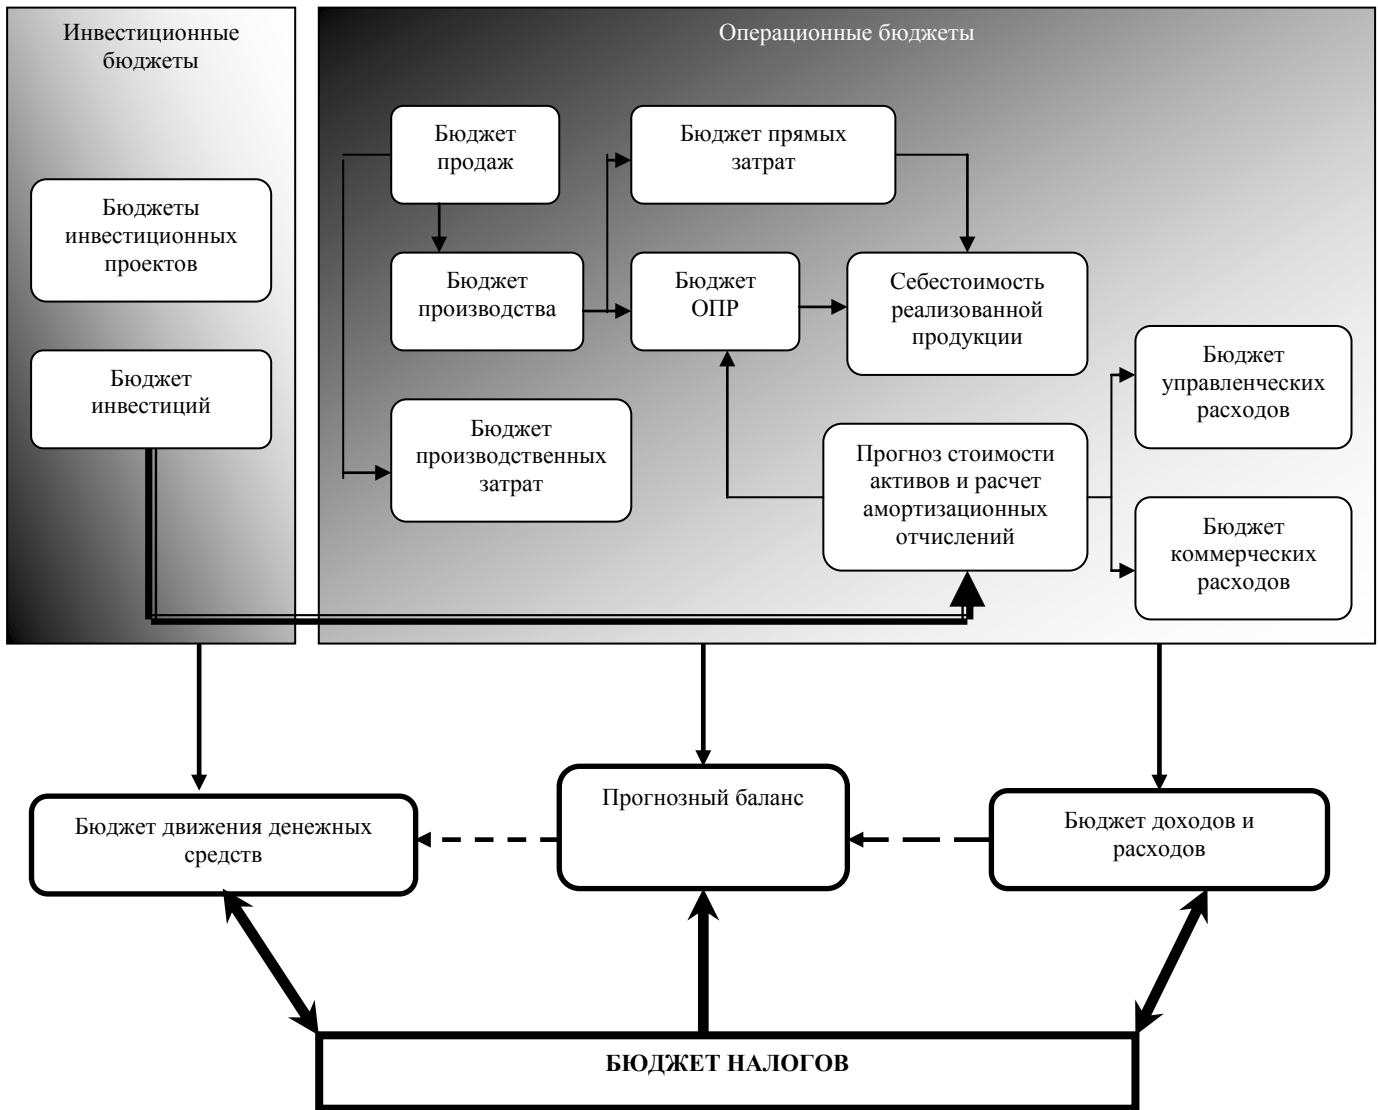 Инвестиционные
бюджеты
Операционные бюджеты
Бюджет
продаж
Бюджет прямых
затрат
Бюджеты
инвестиционных
проектов
Бюджет
производства
Бюджет
ОПР
Себестоимость
реализованной
продукции
Бюджет
управленческих
расходов
Бюджет
инвестиций
Бюджет
производственных
затрат
Прогноз стоимости
активов и расчет
амортизационных
отчислений
Бюджет
коммерческих
расходов
Бюджет движения денежных
средств
Прогнозный баланс
Бюджет доходов и
расходов
БЮДЖЕТ НАЛОГОВ